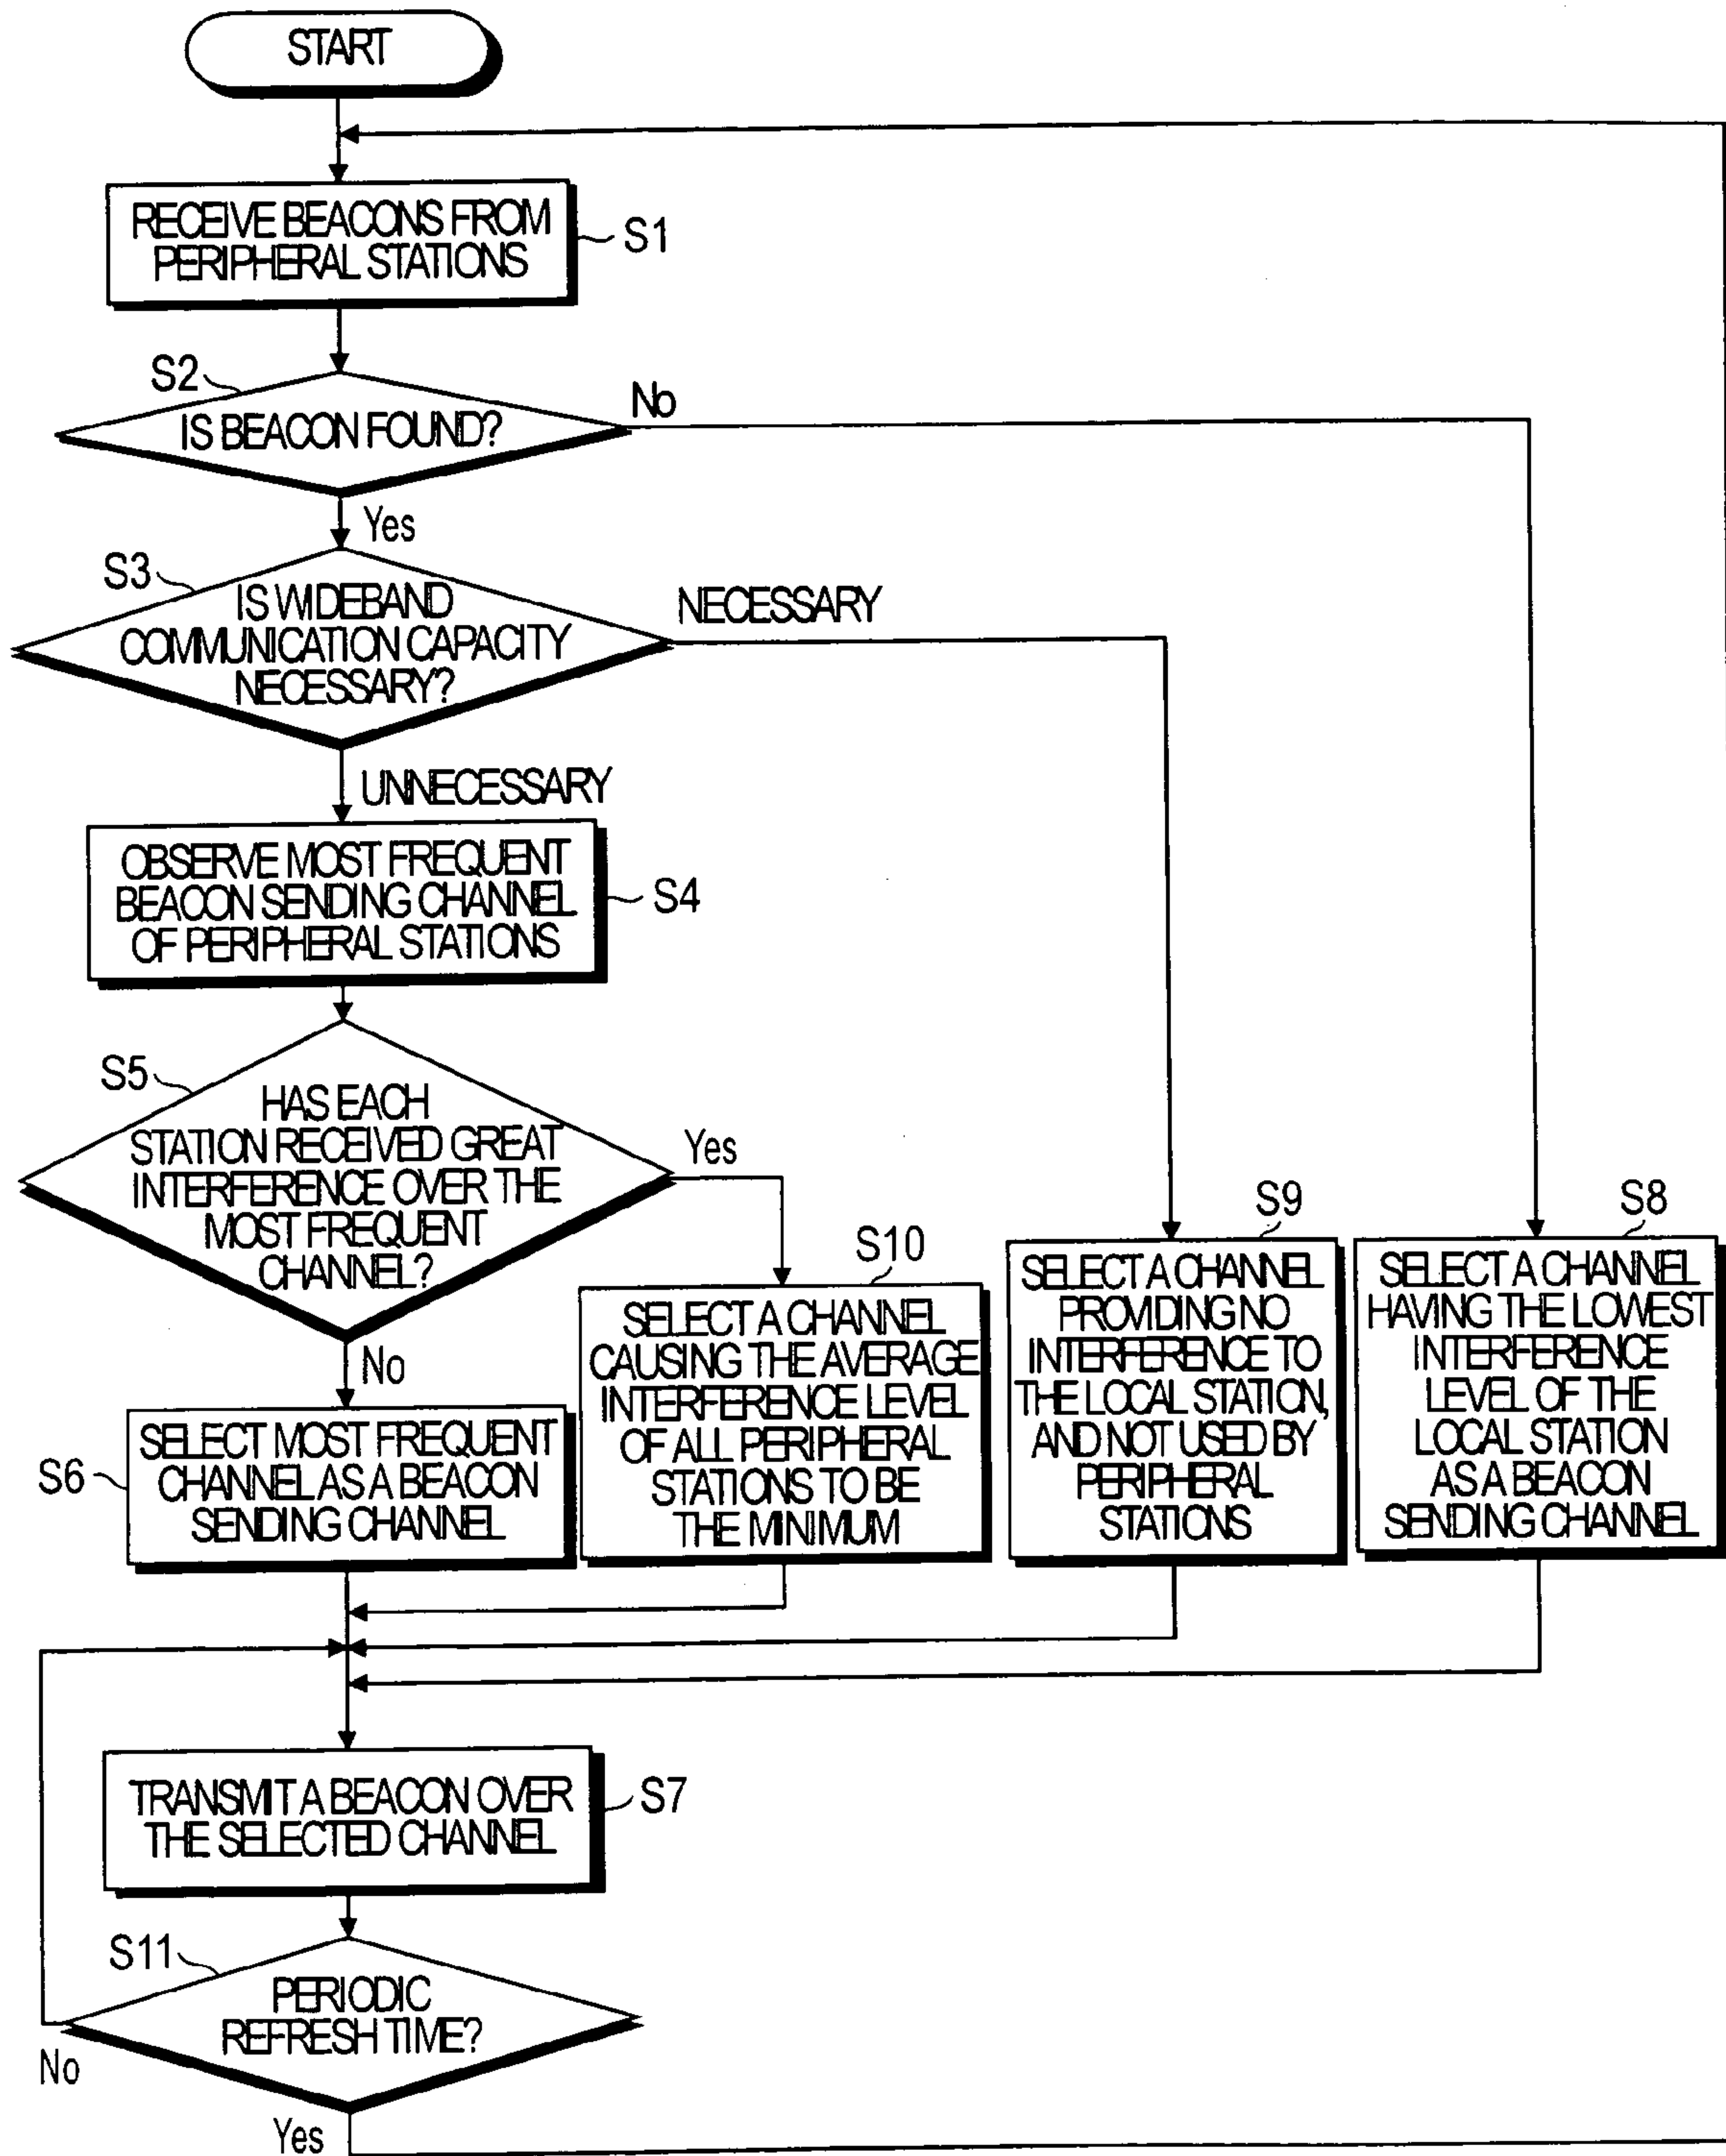 START
RECEIVE BEACONS FROM
PERIPHERAL STATIONS
S1
S2
IS BEACON FOUND?
No
Yes
S3
IS WIDEBAND
COMMUNICATION CAPACITY
NECESSARY?
NECESSARY
UNNECESSARY
OBSERVE MOST FREQUENT
BEACON SENDING CHANNEL
OF PERIPHERAL STATIONS
S4
S5
HAS EACH
STATION RECEIVED GREAT
INTERFERENCE OVER THE
MOST FREQUENT
CHANNEL?
Yes
No
S6
SELECT MOST FREQUENT
CHANNEL AS A BEACON
SENDING CHANNEL
S10
SELECT A CHANNEL
CAUSING THE AVERAGE
INTERFERENCE LEVEL
OF ALL PERIPHERAL
STATIONS TO BE
THE MINIMUM
S9
SELECT A CHANNEL
PROVIDING NO
INTERFERENCE TO
THE LOCAL STATION,
AND NOT USED BY
PERIPHERAL
STATIONS
S8
SELECT A CHANNEL
HAVING THE LOWEST
INTERFERENCE
LEVEL OF THE
LOCAL STATION
AS A BEACON
SENDING CHANNEL
TRANSMIT A BEACON OVER
THE SELECTED CHANNEL
S7
S11
PERIODIC
REFRESH TIME?
No
Yes